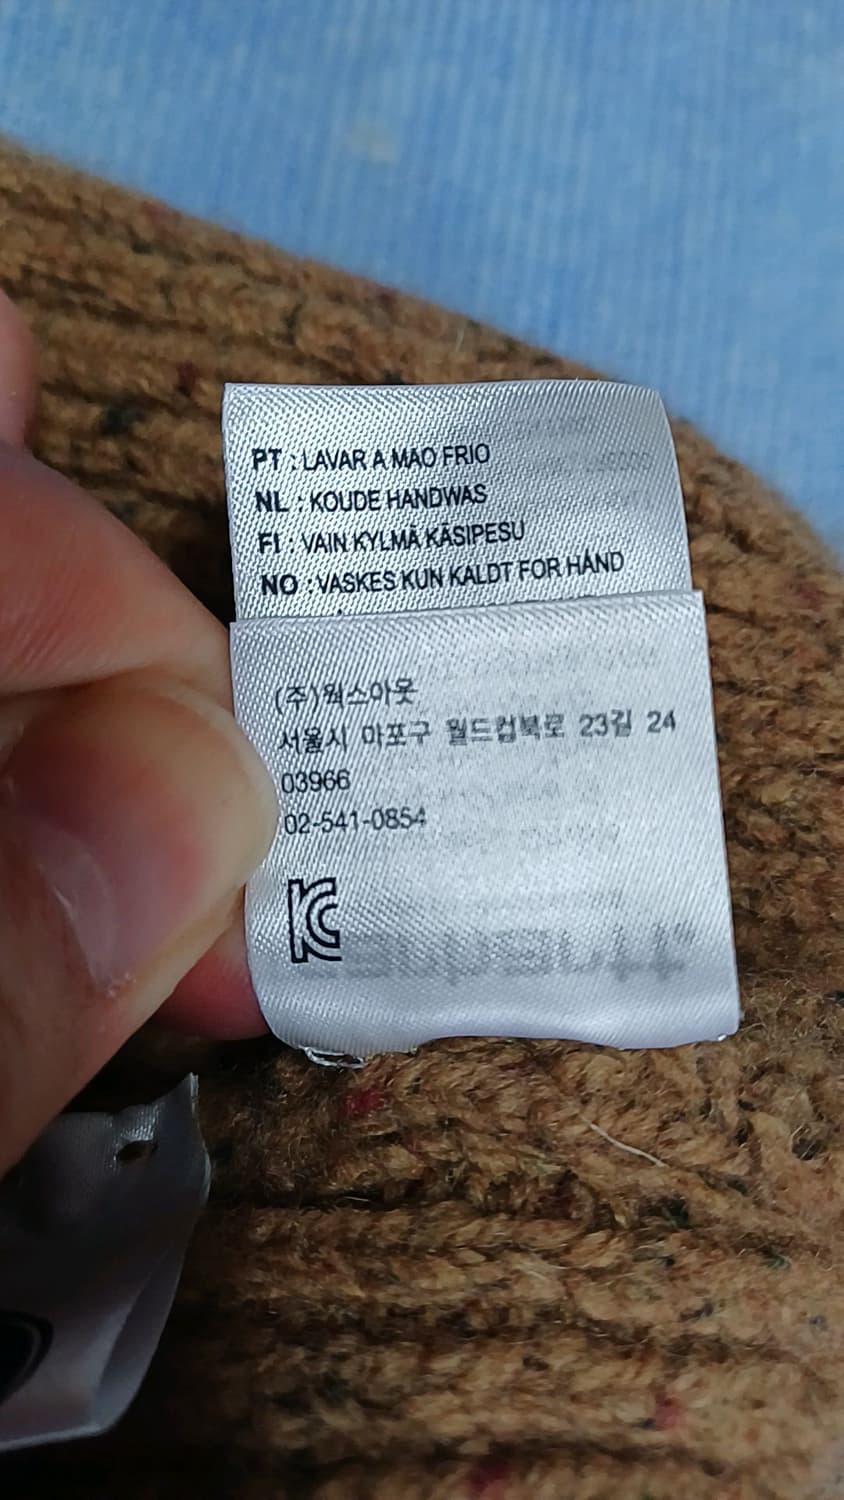 PT : LAVAR A MAO FRIO
NL : KOUDE HANDWAS
FI : VAIN KYLMÄ KÄSIPESU
NO : VASKES KUN KALDT FOR HÅND
(주)웍스아웃
서울시 마포구 월드컵북로 23길 24
03966
02-541-0854
KC